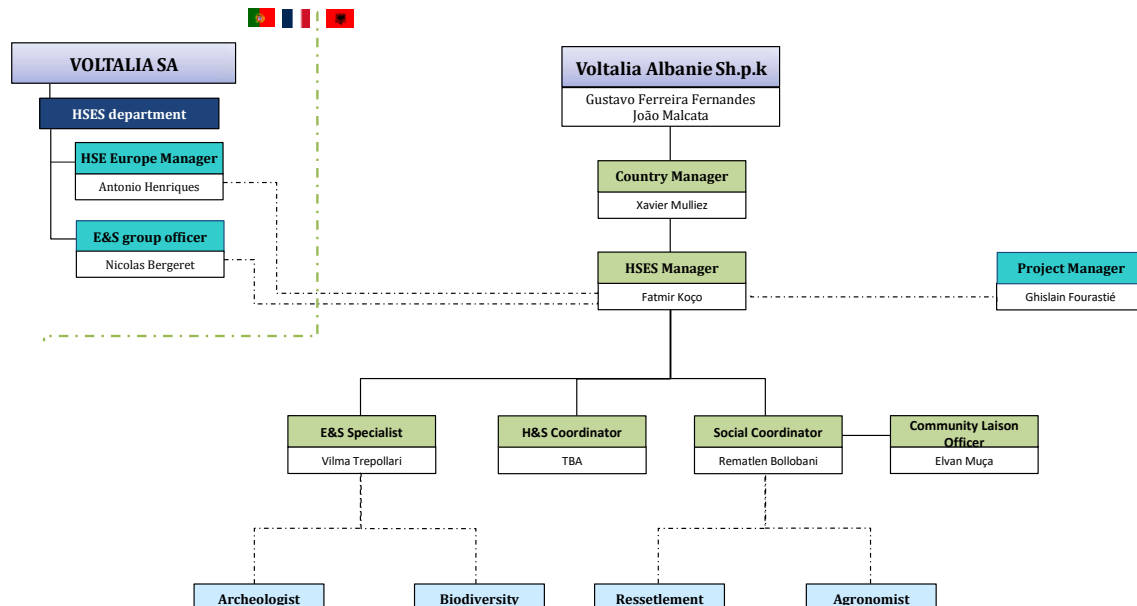 VOLTALIA SA
HSES department
HSE Europe Manager
Antonio Henriques
E&S group officer
Nicolas Bergeret
Voltalia Albanie Sh.p.k
Gustavo Ferreira Fernandes
João Malcata
Country Manager
Xavier Mulliez
HSES Manager
Fatmir Koço
Project Manager
Ghislain Fourastié
E&S Specialist
Vilma Trepollari
H&S Coordinator
TBA
Social Coordinator
Rematlen Bollobani
Community Laison
Officer
Elvan Muça
Archeologist
Biodiversity
Ressetlement
Agronomist